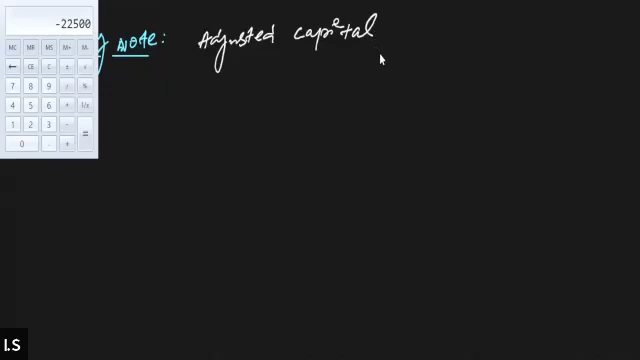 -22500
MC MR MS M+ M-
← CE C ± √
7 8 9 / %
4 5 6 * 1/x
1 2 3 - =
0 . +
g Note: Adjusted capital
I.S